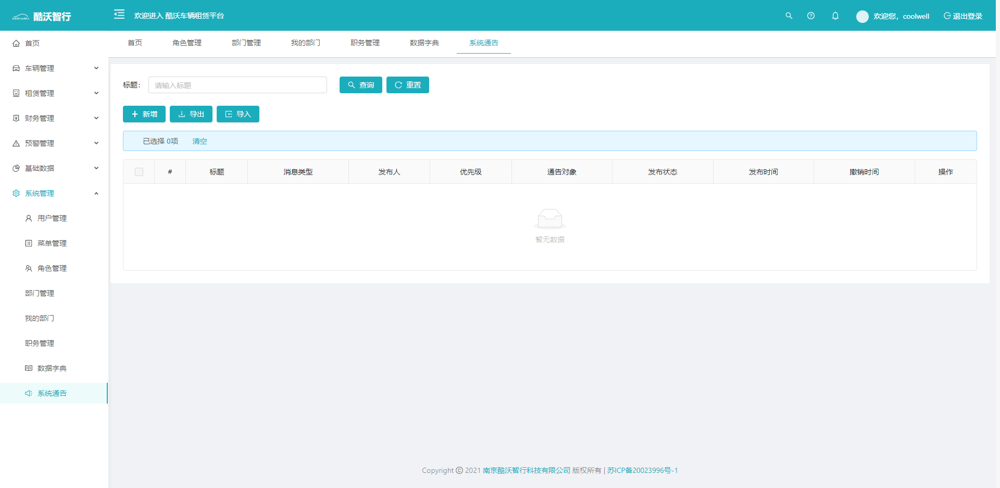 COOLWELL 酷沃智行
欢迎进入 酷沃车辆租赁平台
欢迎您，coolwell
退出登录
首页
车辆管理
租赁管理
财务管理
预警管理
基础数据
系统管理
用户管理
菜单管理
角色管理
部门管理
我的部门
职务管理
数据字典
系统通告
首页 角色管理 部门管理 我的部门 职务管理 数据字典 系统通告
标题： 请输入标题 查询 重置
新增 导出 导入
已选择 0项 清空
# 标题 消息类型 发布人 优先级 通告对象 发布状态 发布时间 撤销时间 操作
暂无数据
Copyright © 2021 南京酷沃智行科技有限公司 版权所有 | 苏ICP备20023996号-1